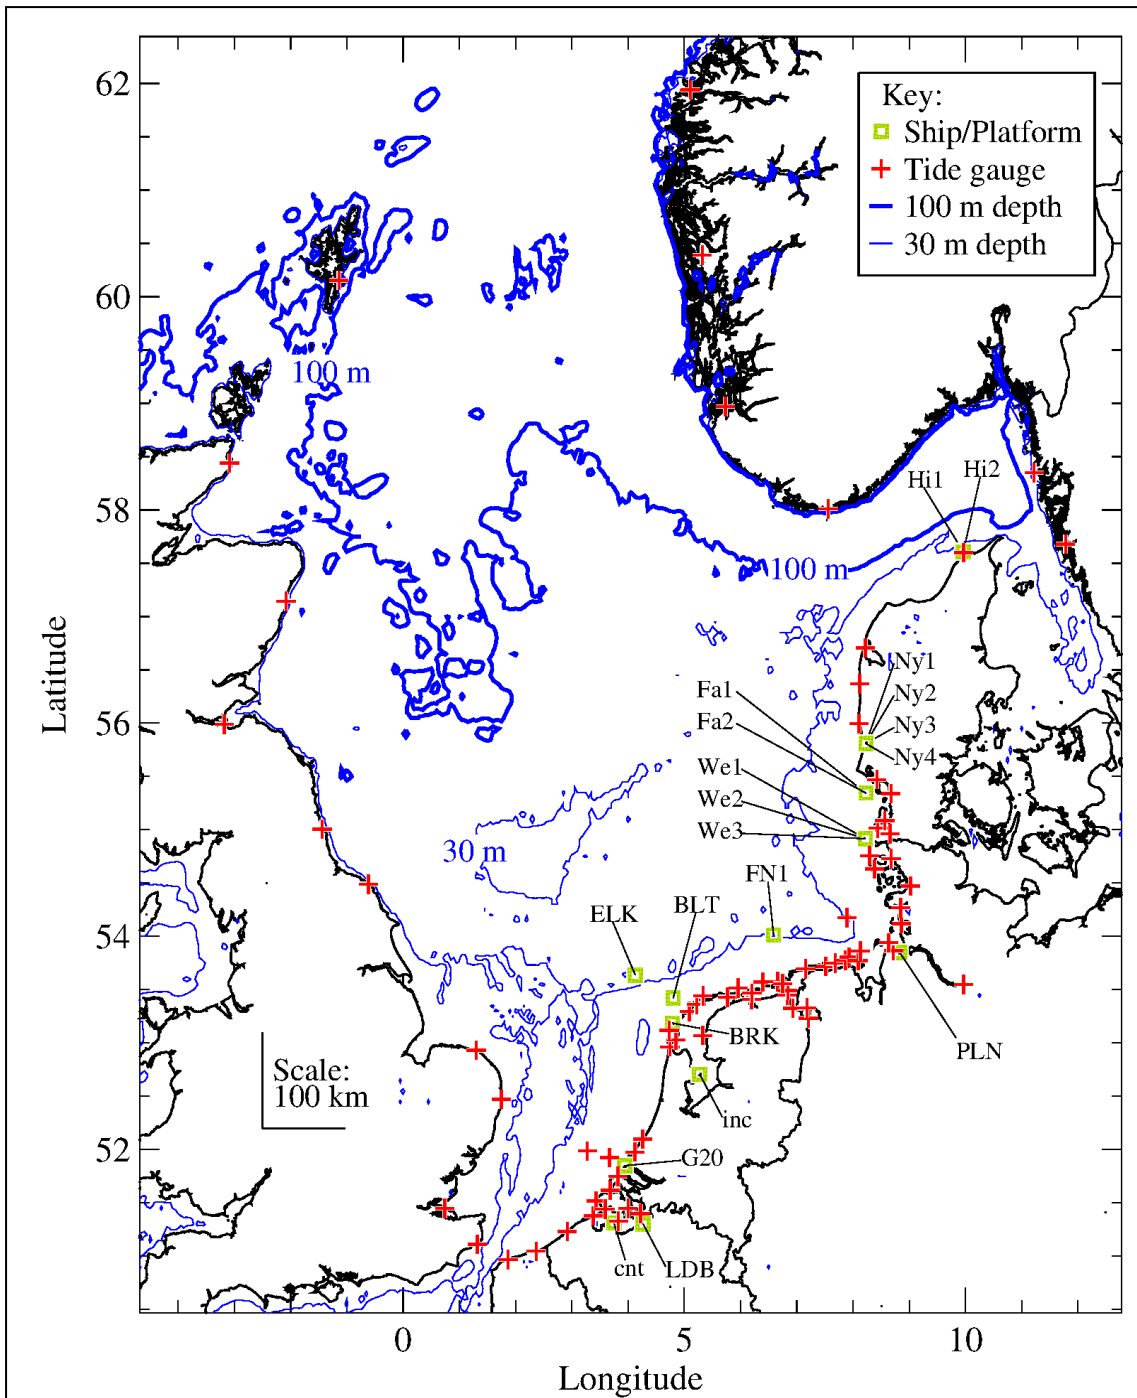 62
60
58
56
54
52
Latitude
0
5
10
Longitude
Key:
Ship/Platform
Tide gauge
100 m depth
30 m depth
100 m
100 m
30 m
Hi1
Hi2
Ny1
Ny2
Ny3
Ny4
Fa1
Fa2
We1
We2
We3
FN1
BLT
ELK
BRK
PLN
inc
G20
cnt
LDB
Scale:
100 km